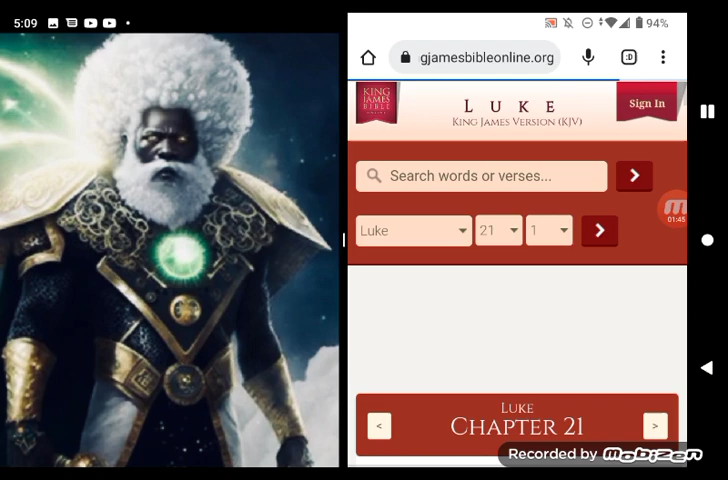 5:09
94%
gjamesbibleonline.org
:D
KING
JAMES
BIBLE
ONLINE
LUKE
KING JAMES VERSION (KJV)
Sign In
Search words or verses...
01:45
Luke 21 1
LUKE
CHAPTER 21
< >
Recorded by mobizen